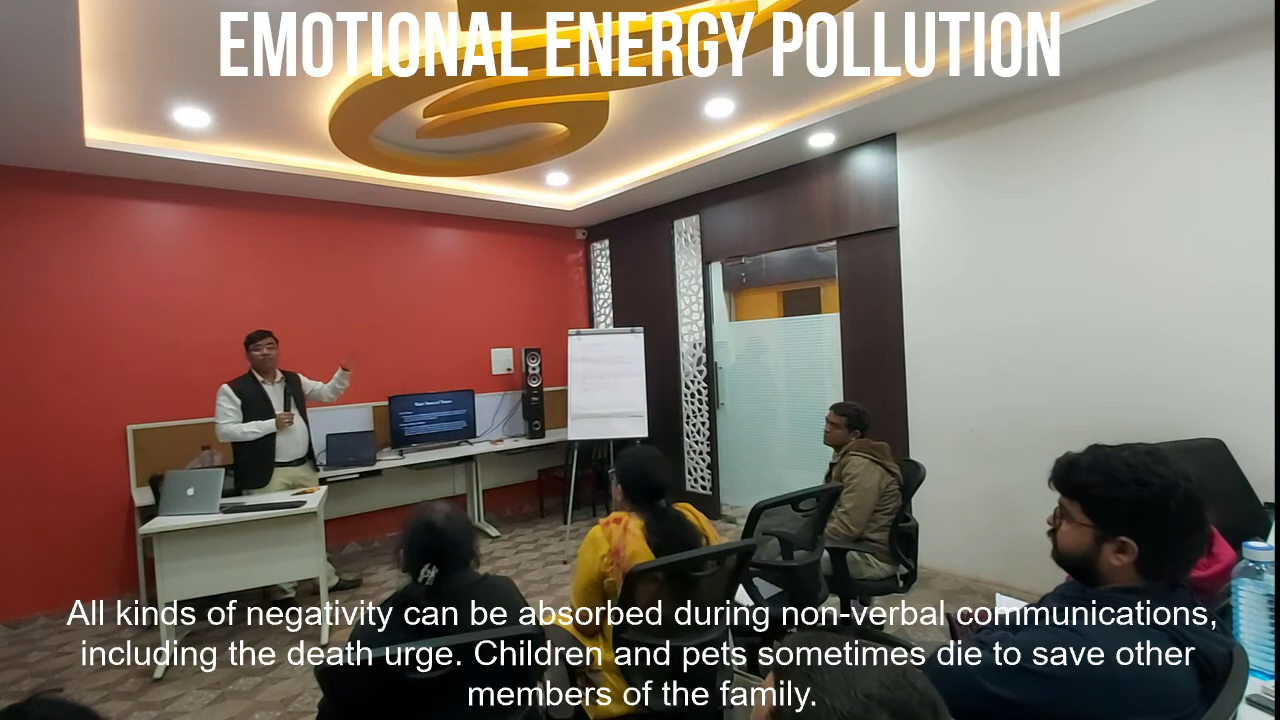 EMOTIONAL ENERGY POLLUTION
All kinds of negativity can be absorbed during non-verbal communications,
including the death urge. Children and pets sometimes die to save other
members of the family.